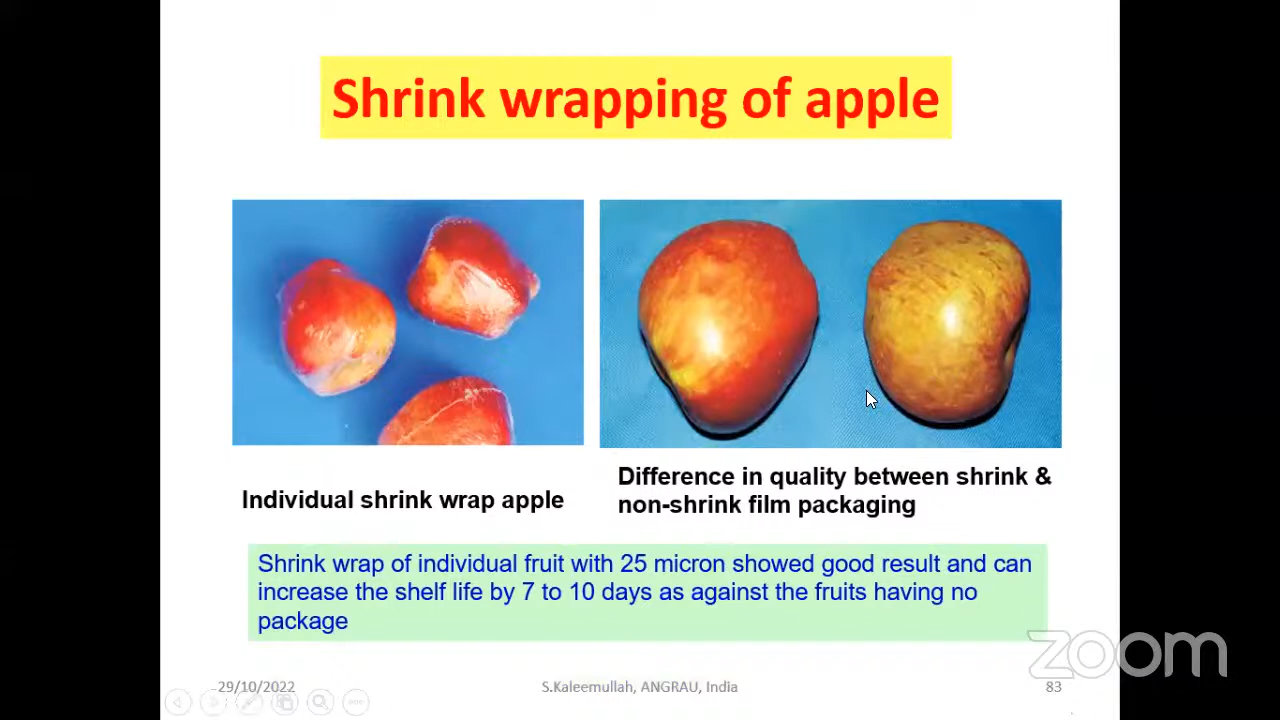 Shrink wrapping of apple
Individual shrink wrap apple
Difference in quality between shrink &
non-shrink film packaging
Shrink wrap of individual fruit with 25 micron showed good result and can
increase the shelf life by 7 to 10 days as against the fruits having no
package
zoom
29/10/2022
S.Kaleemullah, ANGRAU, India
83